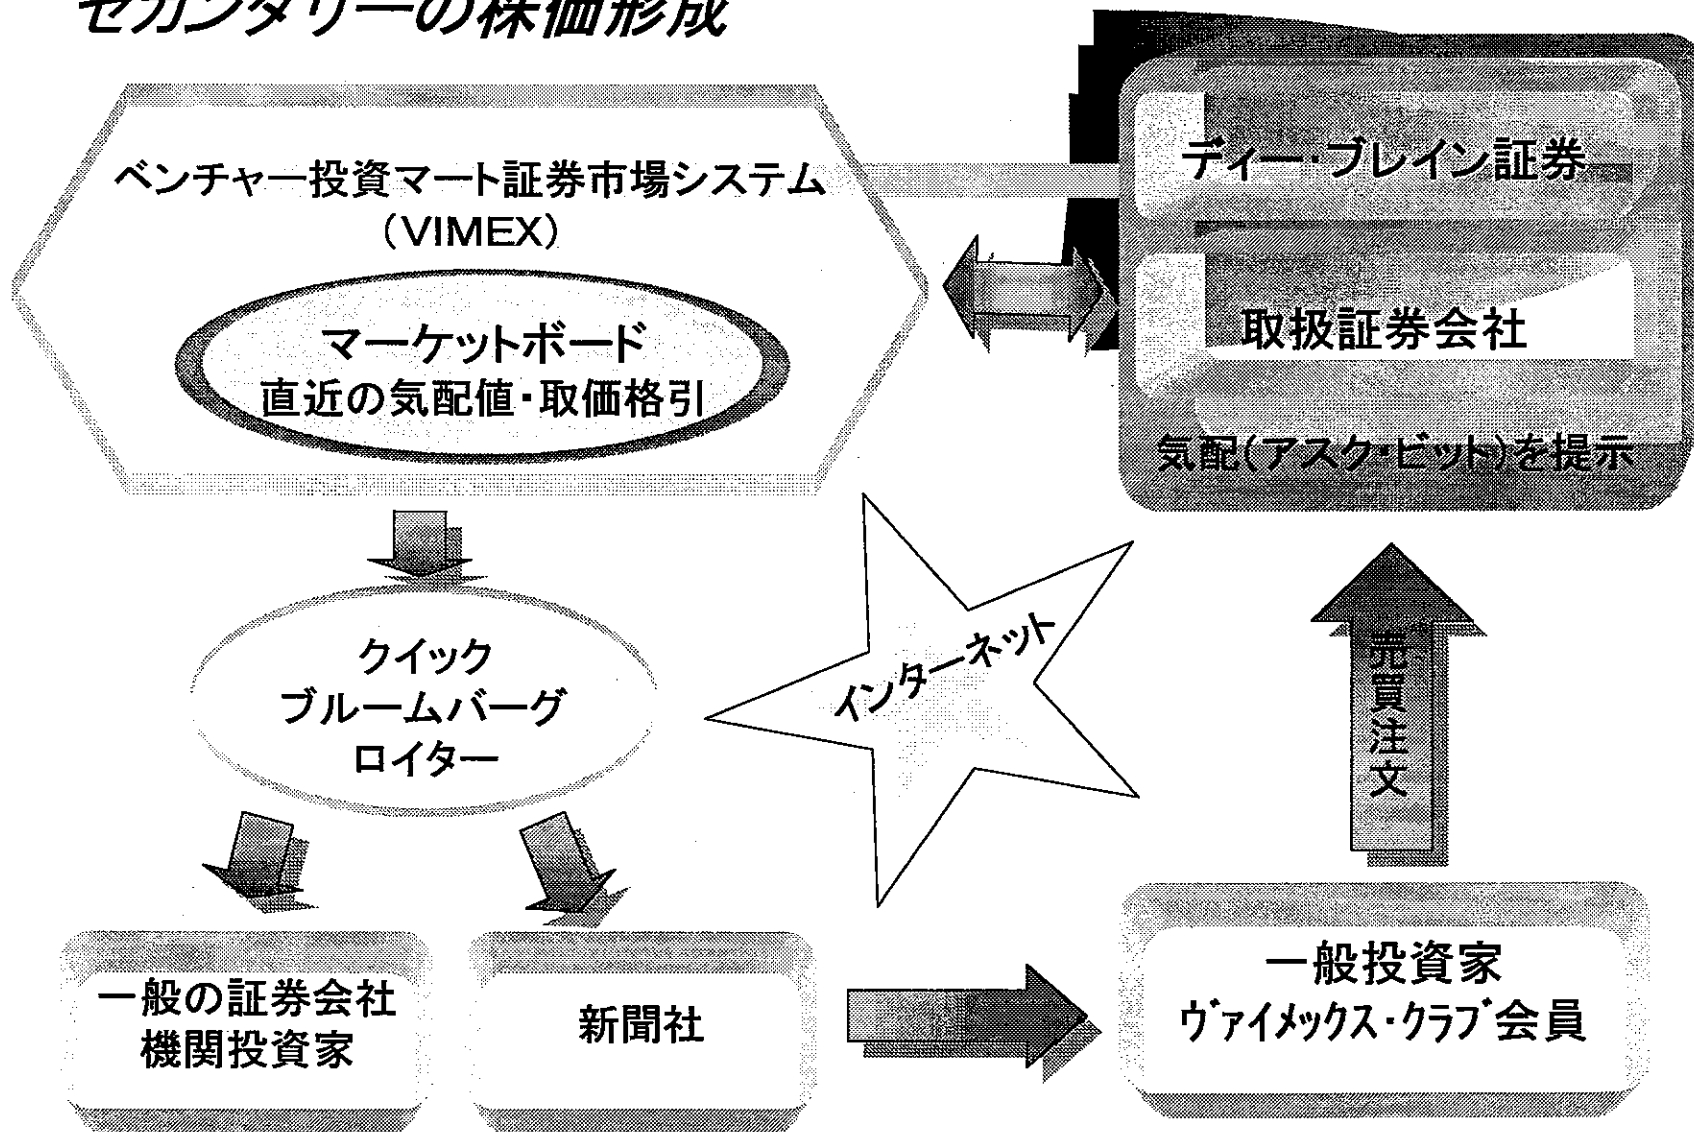 セカンダリーの株価形成
ベンチャー投資マート証券市場システム
(VIMEX)
マーケットボード
直近の気配値・取価格引
ディー・ブレイン証券
取扱証券会社
気配(アスク・ビット)を提示
クイック
ブルームバーグ
ロイター
インターネット
売買注文
一般の証券会社
機関投資家
新聞社
一般投資家
ヴァイメックス・クラブ会員